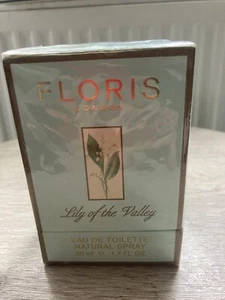 FLORIS
LONDON
Lily of the Valley
EAU DE TOILETTE
NATURAL SPRAY